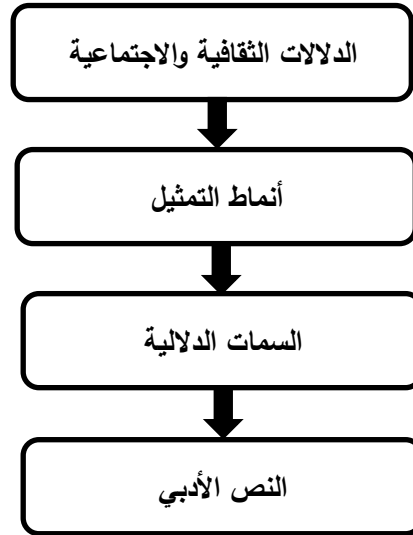 الدلالات الثقافية والاجتماعية
أنماط التمثيل
السمات الدلالية
النص الأدبي